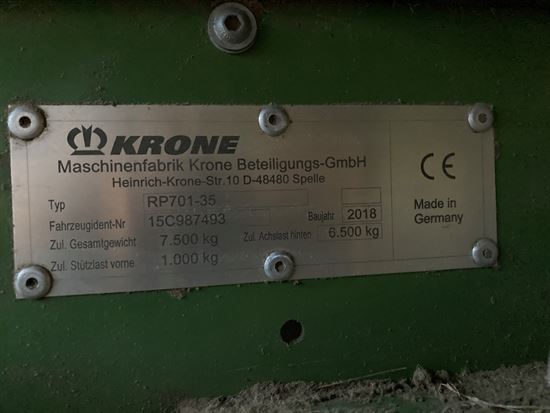 KRONE
Maschinenfabrik Krone Beteiligungs-GmbH
Heinrich-Krone-Str.10 D-48480 Spelle
Typ RP701-35
Fahrzeugident-Nr 15C987493 Baujahr 2018
Zul. Gesamtgewicht 7.500 kg Zul. Achslast hinten 6.500 kg
Zul. Stützlast vorne 1.000 kg
CE
Made in
Germany